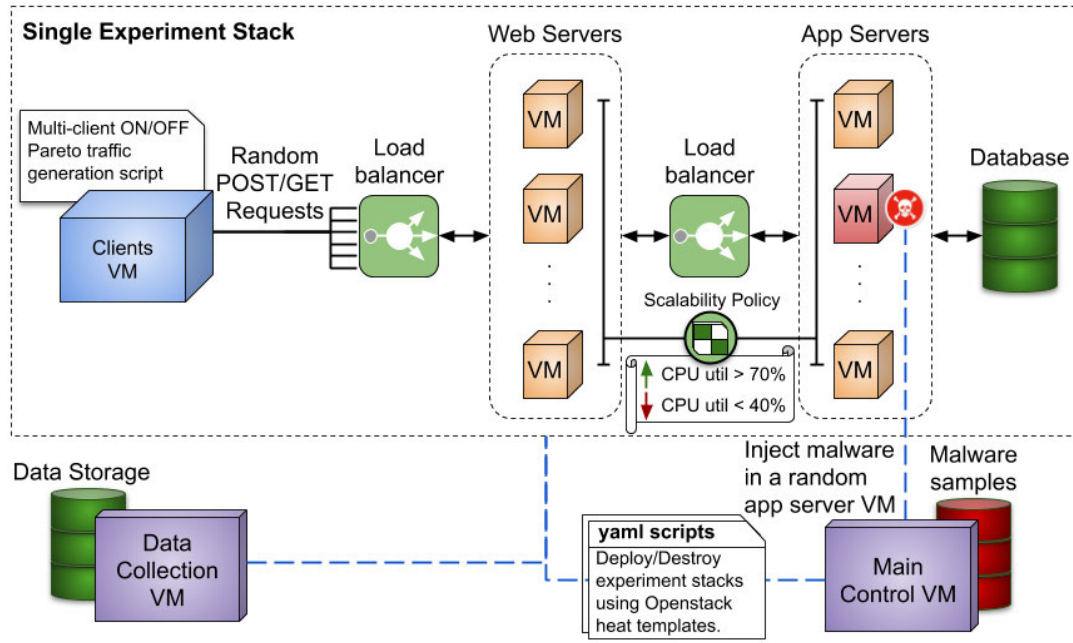 Single Experiment Stack
Web Servers
App Servers
Multi-client ON/OFF
Pareto traffic
generation script
Random
POST/GET
Requests
Load
balancer
Load
balancer
Database
VM
VM
VM
VM
Clients
VM
.
.
.
.
.
.
Scalability Policy
VM
VM
CPU util > 70%
CPU util < 40%
Data Storage
Inject malware
in a random
app server VM
Malware
samples
Data
Collection
VM
yaml scripts
Deploy/Destroy
experiment stacks
using Openstack
heat templates.
Main
Control VM